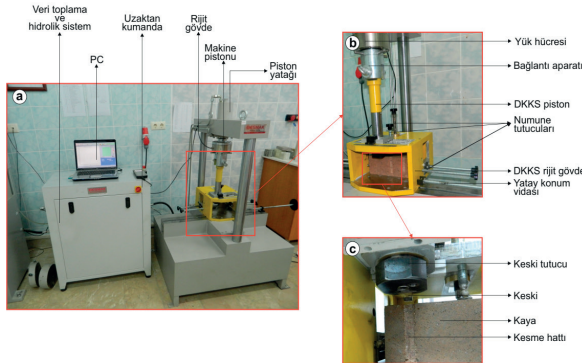 Veri toplama
ve
hidrolik sistem
PC
Uzaktan
kumanda
Rijit
gövde
Makine
pistonu
Piston
yatağı
a
b
Yük hücresi
Bağlantı aparatı
DKKS piston
Numune
tutucuları
DKKS rijit gövde
Yatay konum
vidası
c
Keski tutucu
Keski
Kaya
Kesme hattı